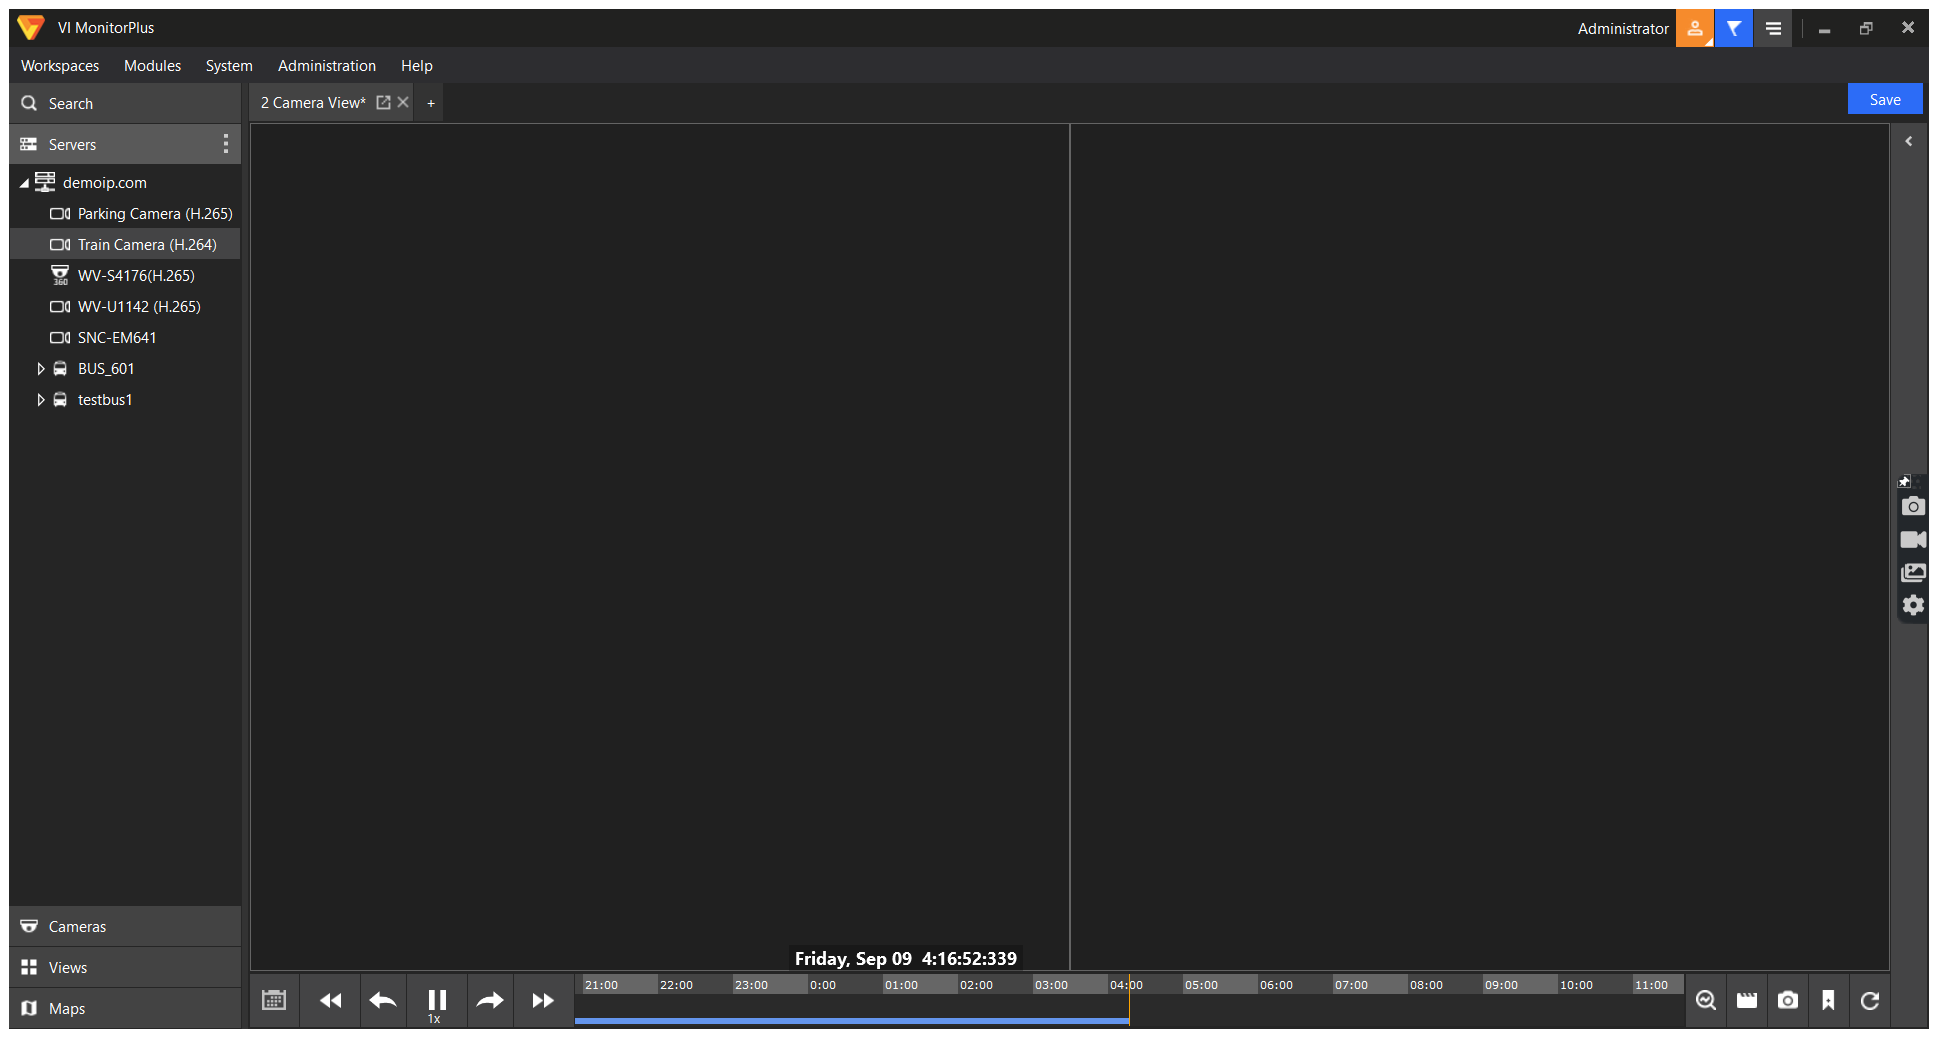 VI MonitorPlus
Administrator
Workspaces Modules System Administration Help
Search
2 Camera View* +
Save
Servers
demoip.com
Parking Camera (H.265)
Train Camera (H.264)
360
WV-S4176(H.265)
WV-U1142 (H.265)
SNC-EM641
BUS_601
testbus1
Cameras
Views
Maps
Friday, Sep 09 4:16:52:339
1x
21:00 22:00 23:00 0:00 01:00 02:00 03:00 04:00 05:00 06:00 07:00 08:00 09:00 10:00 11:00